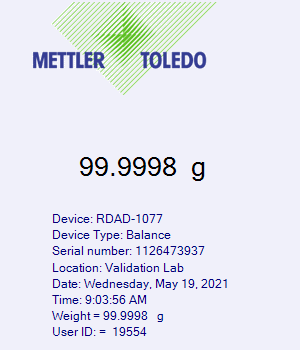 METTLER TOLEDO
99.9998 g
Device: RDAD-1077
Device Type: Balance
Serial number: 1126473937
Location: Validation Lab
Date: Wednesday, May 19, 2021
Time: 9:03:56 AM
Weight = 99.9998 g
User ID: = 19554